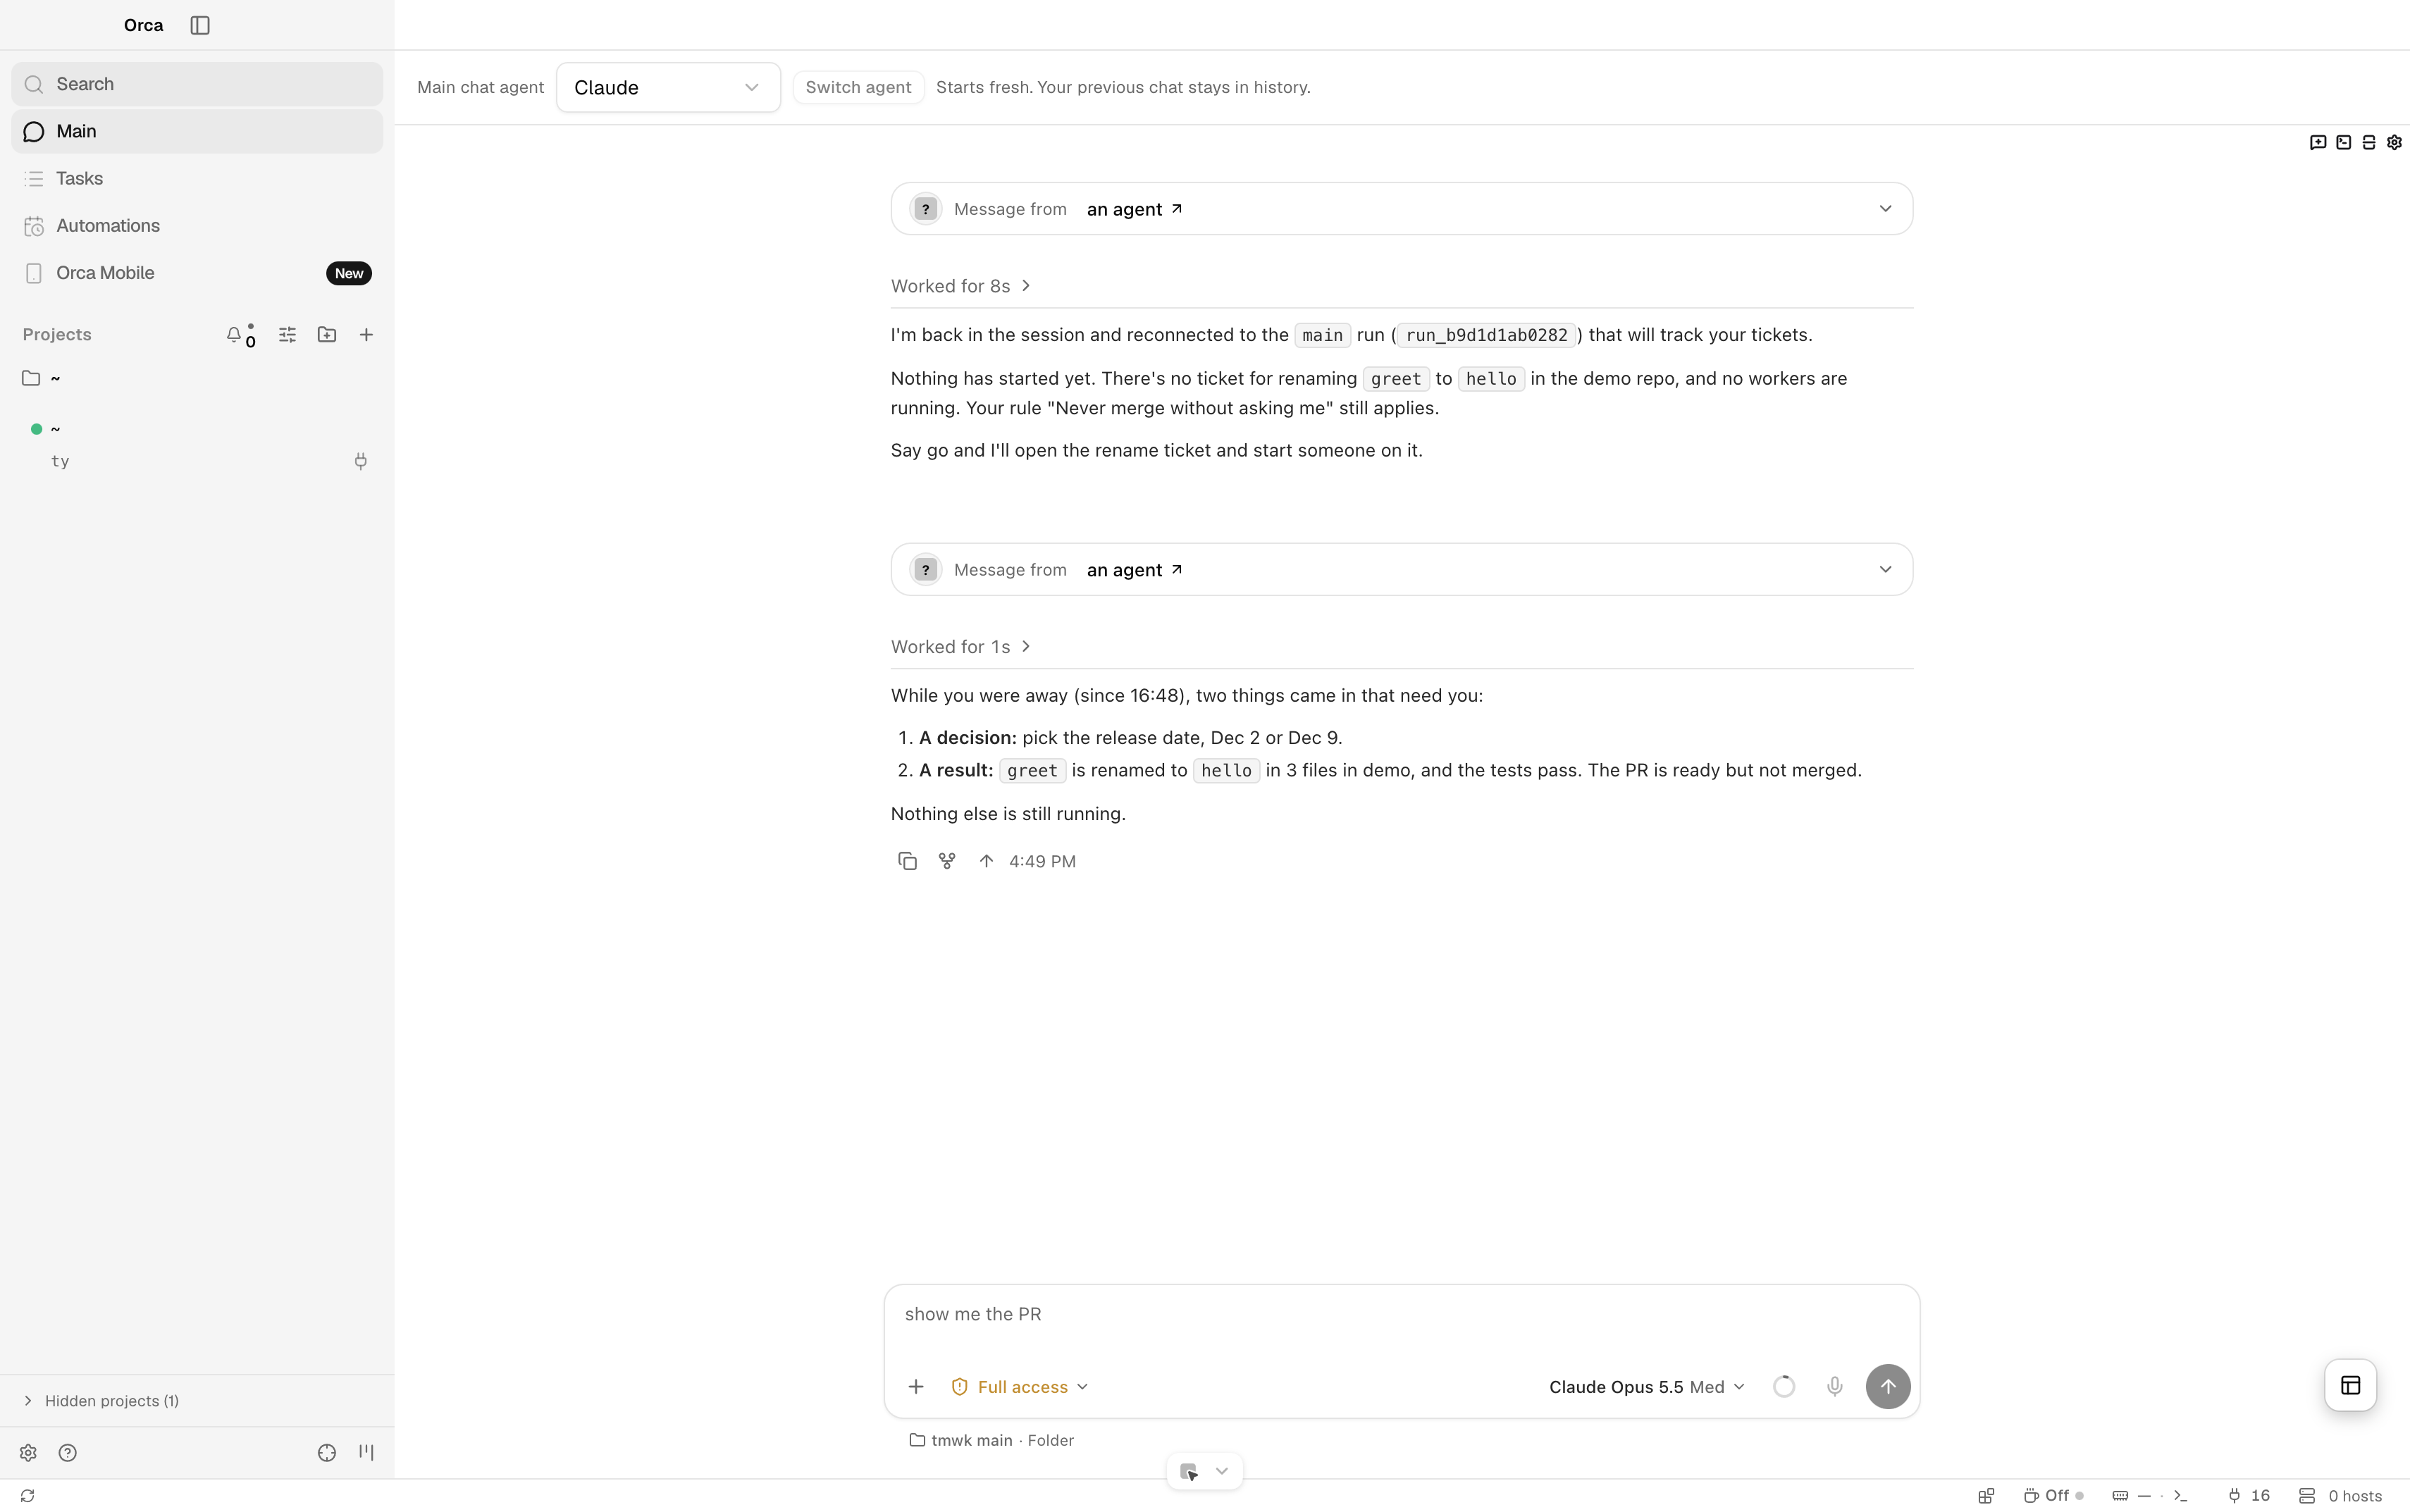 Orca
Search
Main
Tasks
Automations
Orca Mobile
New
Projects
0
~
~
ty
Hidden projects (1)
Main chat agent
Claude
Switch agent
Starts fresh. Your previous chat stays in history.
? Message from an agent
Worked for 8s
I'm back in the session and reconnected to the main run (run_b9d1d1ab0282) that will track your tickets.
Nothing has started yet. There's no ticket for renaming greet to hello in the demo repo, and no workers are
running. Your rule "Never merge without asking me" still applies.
Say go and I'll open the rename ticket and start someone on it.
? Message from an agent
Worked for 1s
While you were away (since 16:48), two things came in that need you:
1. A decision: pick the release date, Dec 2 or Dec 9.
2. A result: greet is renamed to hello in 3 files in demo, and the tests pass. The PR is ready but not merged.
Nothing else is still running.
4:49 PM
show me the PR
Full access
Claude Opus 5.5 Med
tmwk main · Folder
Off
— ·
16
0 hosts